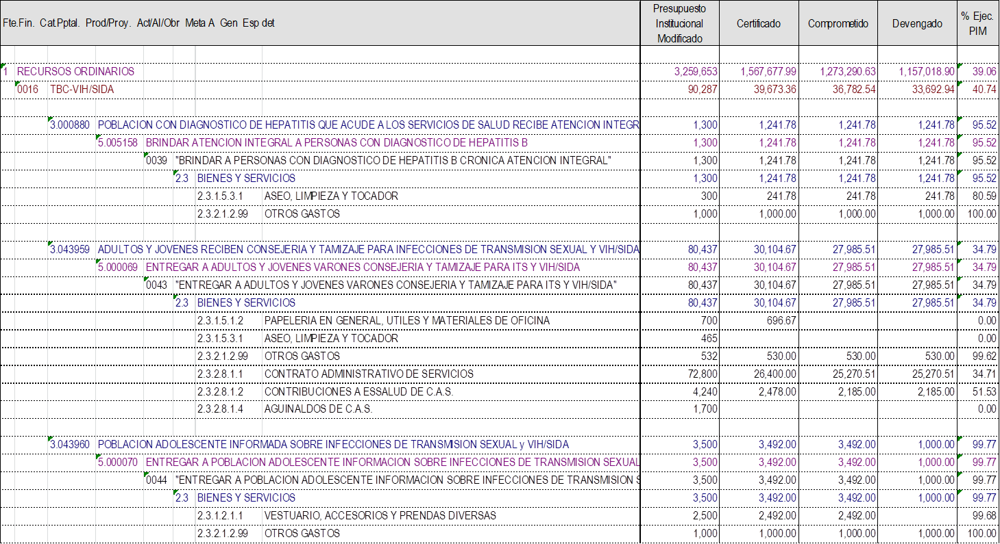 Fte.Fin. Cat.Pptal. Prod/Proy. Act/AI/Obr Meta A Gen Esp det Presupuesto Institucional Modificado Certificado Comprometido Devengado % Ejec. PIM
1 RECURSOS ORDINARIOS 3,259,653 1,567,677.99 1,273,290.63 1,157,018.90 39.06
0016 TBC-VIH/SIDA 90,287 39,673.36 36,782.54 33,692.94 40.74
3.000880 POBLACION CON DIAGNOSTICO DE HEPATITIS QUE ACUDE A LOS SERVICIOS DE SALUD RECIBE ATENCION INTEGR 1,300 1,241.78 1,241.78 1,241.78 95.52
5.005158 BRINDAR ATENCION INTEGRAL A PERSONAS CON DIAGNOSTICO DE HEPATITIS B 1,300 1,241.78 1,241.78 1,241.78 95.52
0039 "BRINDAR A PERSONAS CON DIAGNOSTICO DE HEPATITIS B CRONICA ATENCION INTEGRAL" 1,300 1,241.78 1,241.78 1,241.78 95.52
2.3 BIENES Y SERVICIOS 1,300 1,241.78 1,241.78 1,241.78 95.52
2.3.1.5.3.1 ASEO, LIMPIEZA Y TOCADOR 300 241.78 241.78 241.78 80.59
2.3.2.1.2.99 OTROS GASTOS 1,000 1,000.00 1,000.00 1,000.00 100.00
3.043959 ADULTOS Y JOVENES RECIBEN CONSEJERIA Y TAMIZAJE PARA INFECCIONES DE TRANSMISION SEXUAL Y VIH/SIDA 80,437 30,104.67 27,985.51 27,985.51 34.79
5.000069 ENTREGAR A ADULTOS Y JOVENES VARONES CONSEJERIA Y TAMIZAJE PARA ITS Y VIH/SIDA 80,437 30,104.67 27,985.51 27,985.51 34.79
0043 "ENTREGAR A ADULTOS Y JOVENES VARONES CONSEJERIA Y TAMIZAJE PARA ITS Y VIH/SIDA" 80,437 30,104.67 27,985.51 27,985.51 34.79
2.3 BIENES Y SERVICIOS 80,437 30,104.67 27,985.51 27,985.51 34.79
2.3.1.5.1.2 PAPELERIA EN GENERAL, UTILES Y MATERIALES DE OFICINA 700 696.67 0.00
2.3.1.5.3.1 ASEO, LIMPIEZA Y TOCADOR 465 0.00
2.3.2.1.2.99 OTROS GASTOS 532 530.00 530.00 530.00 99.62
2.3.2.8.1.1 CONTRATO ADMINISTRATIVO DE SERVICIOS 72,800 26,400.00 25,270.51 25,270.51 34.71
2.3.2.8.1.2 CONTRIBUCIONES A ESSALUD DE C.A.S. 4,240 2,478.00 2,185.00 2,185.00 51.53
2.3.2.8.1.4 AGUINALDOS DE C.A.S. 1,700 0.00
3.043960 POBLACION ADOLESCENTE INFORMADA SOBRE INFECCIONES DE TRANSMISION SEXUAL y VIH/SIDA 3,500 3,492.00 3,492.00 1,000.00 99.77
5.000070 ENTREGAR A POBLACION ADOLESCENTE INFORMACION SOBRE INFECCIONES DE TRANSMISION SEXUAL 3,500 3,492.00 3,492.00 1,000.00 99.77
0044 "ENTREGAR A POBLACION ADOLESCENTE INFORMACION SOBRE INFECCIONES DE TRANSMISION S 3,500 3,492.00 3,492.00 1,000.00 99.77
2.3 BIENES Y SERVICIOS 3,500 3,492.00 3,492.00 1,000.00 99.77
2.3.1.2.1.1 VESTUARIO, ACCESORIOS Y PRENDAS DIVERSAS 2,500 2,492.00 2,492.00 99.68
2.3.2.1.2.99 OTROS GASTOS 1,000 1,000.00 1,000.00 1,000.00 100.00